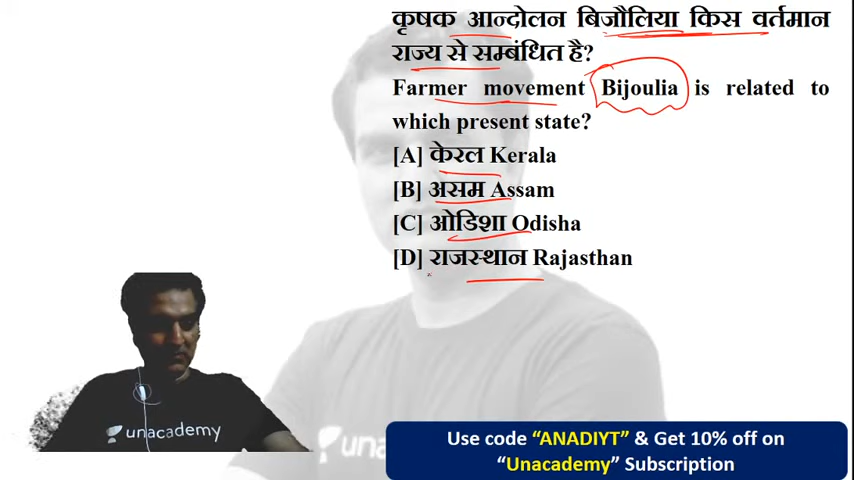 कृषक आन्दोलन बिजौलिया किस वर्तमान
राज्य से सम्बंधित है?
Farmer movement Bijoulia is related to
which present state?
[A] केरल Kerala
[B] असम Assam
[C] ओडिशा Odisha
[D] राजस्थान Rajasthan
unacademy
una
Use code “ANADIYT” & Get 10% off on
“Unacademy” Subscription